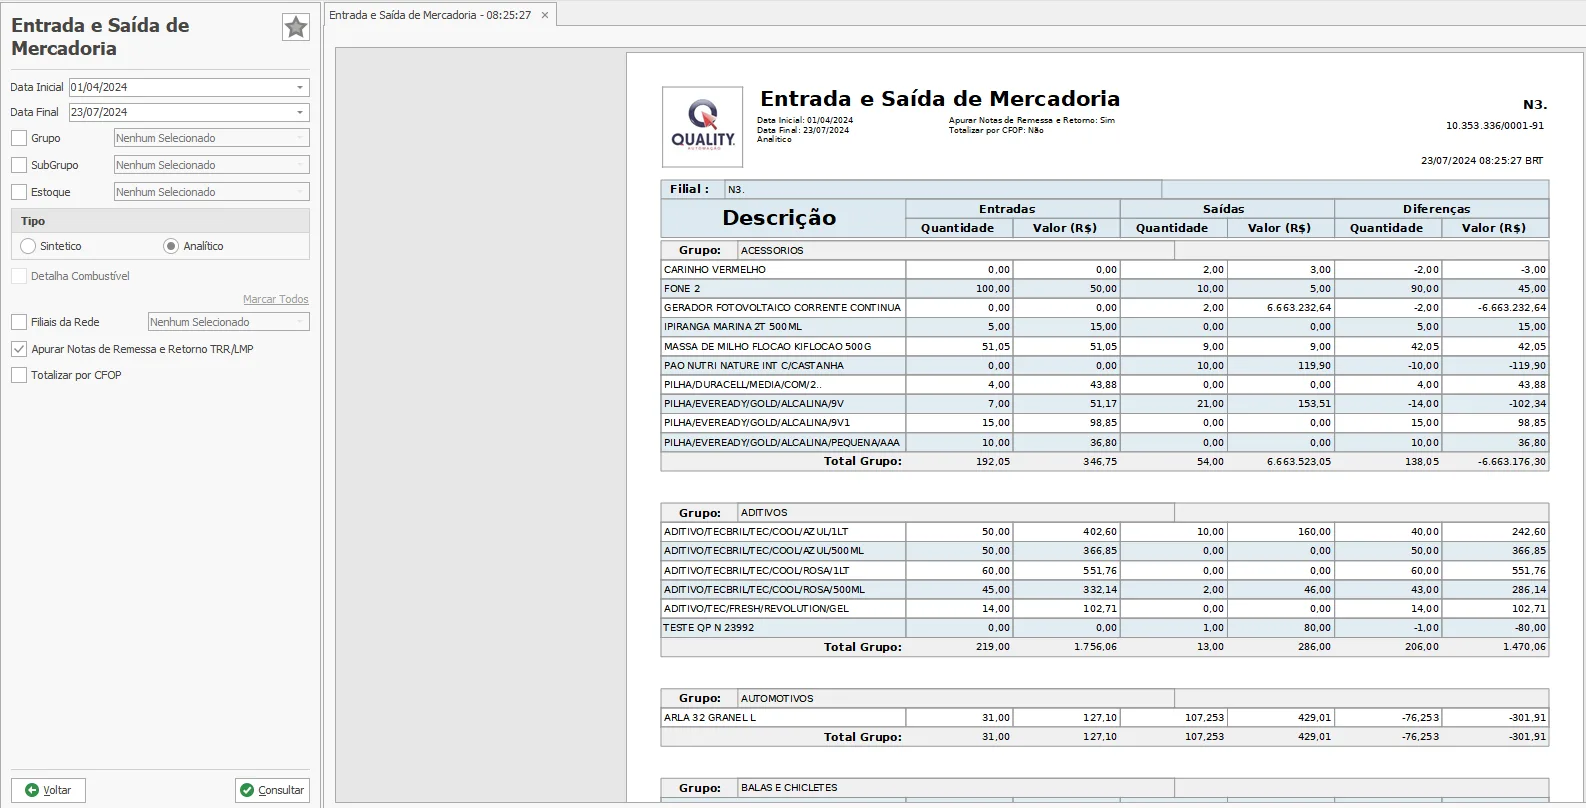 Entrada e Saída de
Mercadoria
Data Inicial 01/04/2024
Data Final 23/07/2024
Grupo Nenhum Selecionado
SubGrupo Nenhum Selecionado
Estoque Nenhum Selecionado
Tipo
Sintetico Analítico
Detalha Combustível
Marcar Todos
Filiais da Rede Nenhum Selecionado
Apurar Notas de Remessa e Retorno TRR/LMP
Totalizar por CFOP
Voltar Consultar
Entrada e Saída de Mercadoria - 08:25:27 ×
QUALITY.
AUTOMAÇÃO
Entrada e Saída de Mercadoria
Data Inicial: 01/04/2024 Apurar Notas de Remessa e Retorno: Sim
Data Final: 23/07/2024 Totalizar por CFOP: Não
Analítico
N3.
10.353.336/0001-91
23/07/2024 08:25:27 BRT
Filial : N3.
Descrição Entradas Saídas Diferenças
Quantidade Valor (R$) Quantidade Valor (R$) Quantidade Valor (R$)
Grupo: ACESSORIOS
CARINHO VERMELHO 0,00 0,00 2,00 3,00 -2,00 -3,00
FONE 2 100,00 50,00 10,00 5,00 90,00 45,00
GERADOR FOTOVOLTAICO CORRENTE CONTINUA 0,00 0,00 2,00 6.663.232,64 -2,00 -6.663.232,64
IPIRANGA MARINA 2T 500ML 5,00 15,00 0,00 0,00 5,00 15,00
MASSA DE MILHO FLOCAO KIFLOCAO 500G 51,05 51,05 9,00 9,00 42,05 42,05
PAO NUTRI NATURE INT C/CASTANHA 0,00 0,00 10,00 119,90 -10,00 -119,90
PILHA/DURACELL/MEDIA/COM/2.. 4,00 43,88 0,00 0,00 4,00 43,88
PILHA/EVEREADY/GOLD/ALCALINA/9V 7,00 51,17 21,00 153,51 -14,00 -102,34
PILHA/EVEREADY/GOLD/ALCALINA/9V1 15,00 98,85 0,00 0,00 15,00 98,85
PILHA/EVEREADY/GOLD/ALCALINA/PEQUENA/AAA 10,00 36,80 0,00 0,00 10,00 36,80
Total Grupo: 192,05 346,75 54,00 6.663.523,05 138,05 -6.663.176,30
Grupo: ADITIVOS
ADITIVO/TECBRIL/TEC/COOL/AZUL/1LT 50,00 402,60 10,00 160,00 40,00 242,60
ADITIVO/TECBRIL/TEC/COOL/AZUL/500ML 50,00 366,85 0,00 0,00 50,00 366,85
ADITIVO/TECBRIL/TEC/COOL/ROSA/1LT 60,00 551,76 0,00 0,00 60,00 551,76
ADITIVO/TECBRIL/TEC/COOL/ROSA/500ML 45,00 332,14 2,00 46,00 43,00 286,14
ADITIVO/TEC/FRESH/REVOLUTION/GEL 14,00 102,71 0,00 0,00 14,00 102,71
TESTE QP N 23992 0,00 0,00 1,00 80,00 -1,00 -80,00
Total Grupo: 219,00 1.756,06 13,00 286,00 206,00 1.470,06
Grupo: AUTOMOTIVOS
ARLA 32 GRANEL L 31,00 127,10 107,253 429,01 -76,253 -301,91
Total Grupo: 31,00 127,10 107,253 429,01 -76,253 -301,91
Grupo: BALAS E CHICLETES